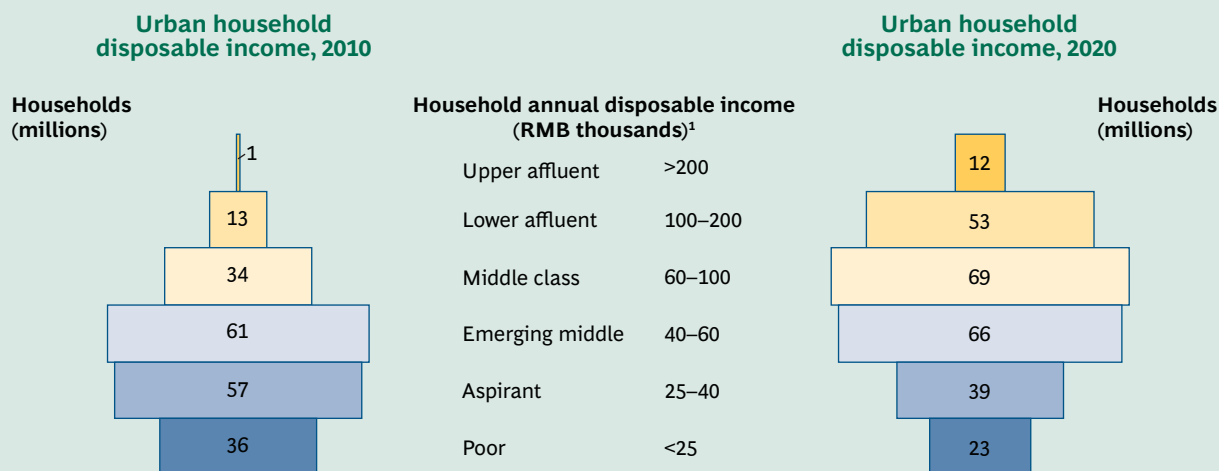 Urban household
disposable income, 2010
Urban household
disposable income, 2020
Households
(millions)
Household annual disposable income
(RMB thousands)¹
Households
(millions)
1 Upper affluent >200 12
13 Lower affluent 100–200 53
34 Middle class 60–100 69
61 Emerging middle 40–60 66
57 Aspirant 25–40 39
36 Poor <25 23